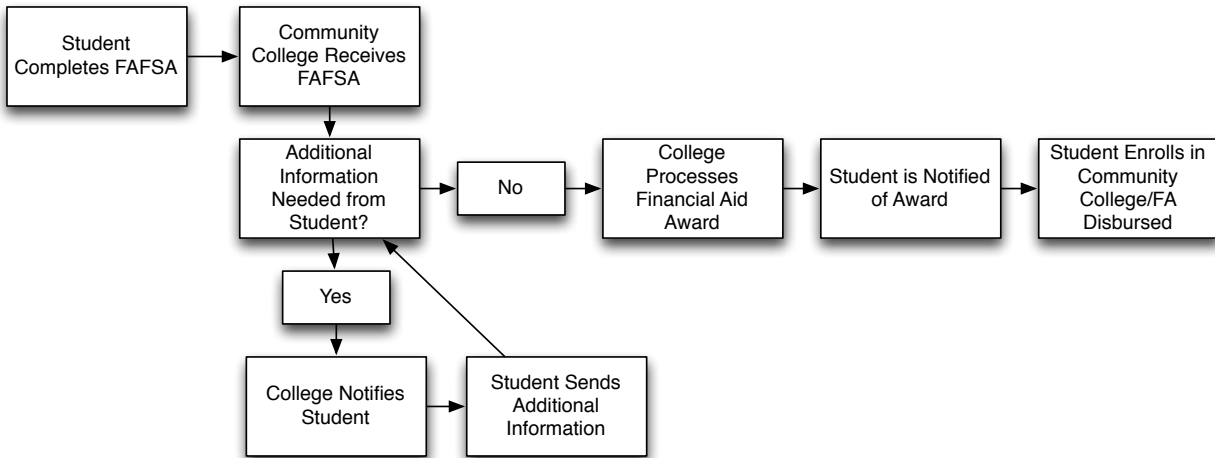 Student
Completes FAFSA
Community
College Receives
FAFSA
Additional
Information
Needed from
Student?
No
College
Processes
Financial Aid
Award
Student is Notified
of Award
Student Enrolls in
Community
College/FA
Disbursed
Yes
College Notifies
Student
Student Sends
Additional
Information